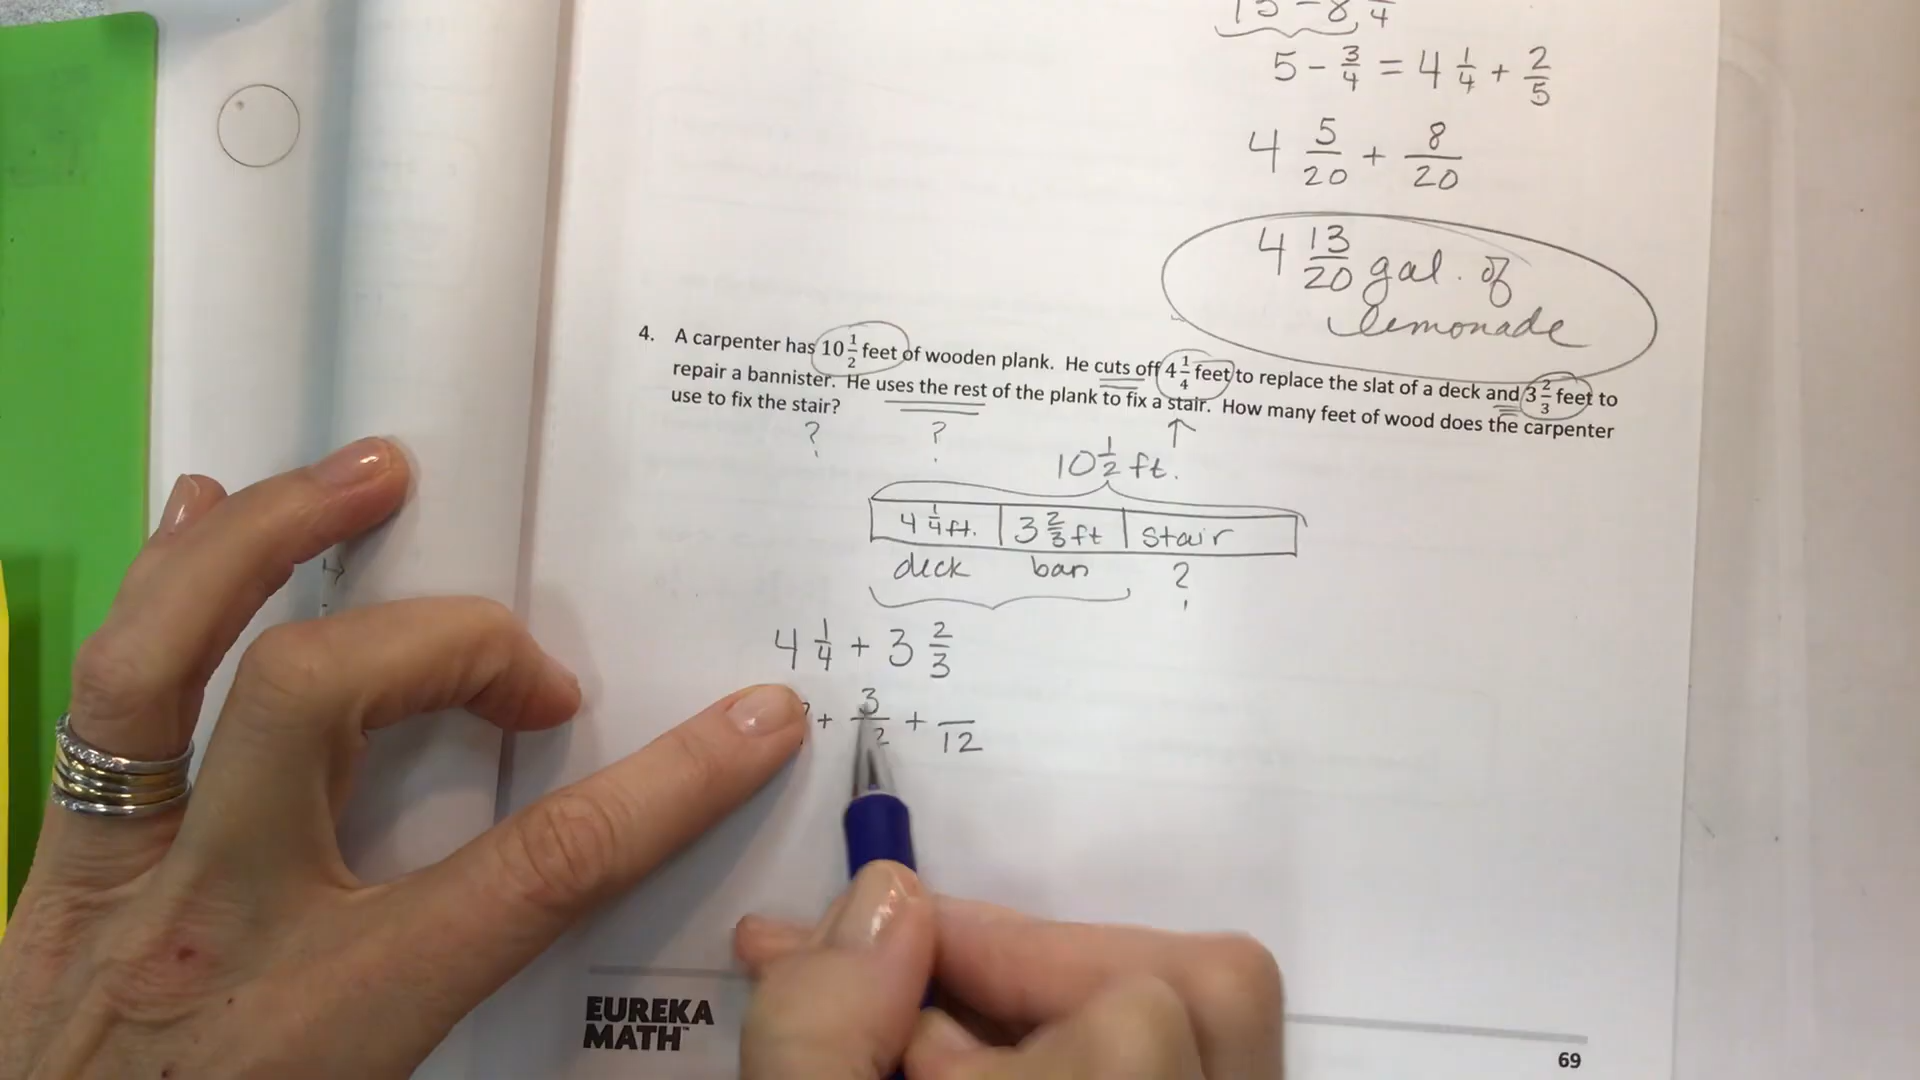 15 - 8 /4
5 - 3/4 = 4 1/4 + 2/5
4 5/20 + 8/20
4 13/20 gal. of
lemonade
4. A carpenter has 10 1/2 feet of wooden plank. He cuts off 4 1/4 feet to replace the slat of a deck and 3 2/3 feet to
repair a bannister. He uses the rest of the plank to fix a stair. How many feet of wood does the carpenter
use to fix the stair?
? ?
10 1/2 ft.
4 1/4 ft. 3 2/3 ft stair
deck ban ?
4 1/4 + 3 2/3
+ 3/ 2 + /12
EUREKA
MATH™
69